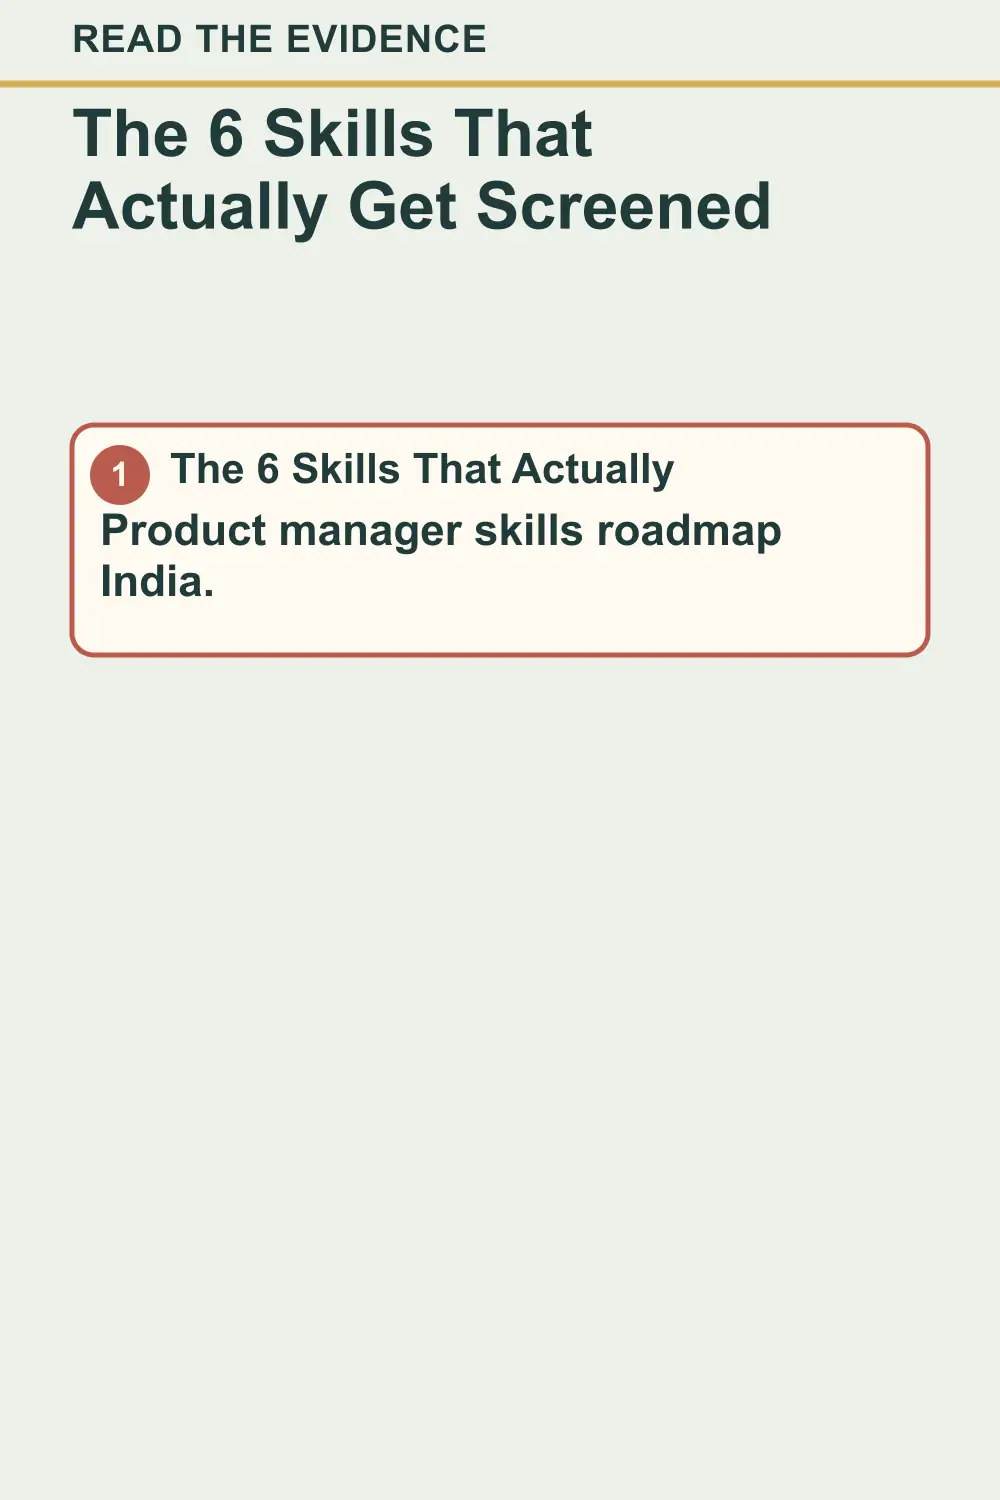 READ THE EVIDENCE
The 6 Skills That
Actually Get Screened
1 The 6 Skills That Actually
Product manager skills roadmap
India.